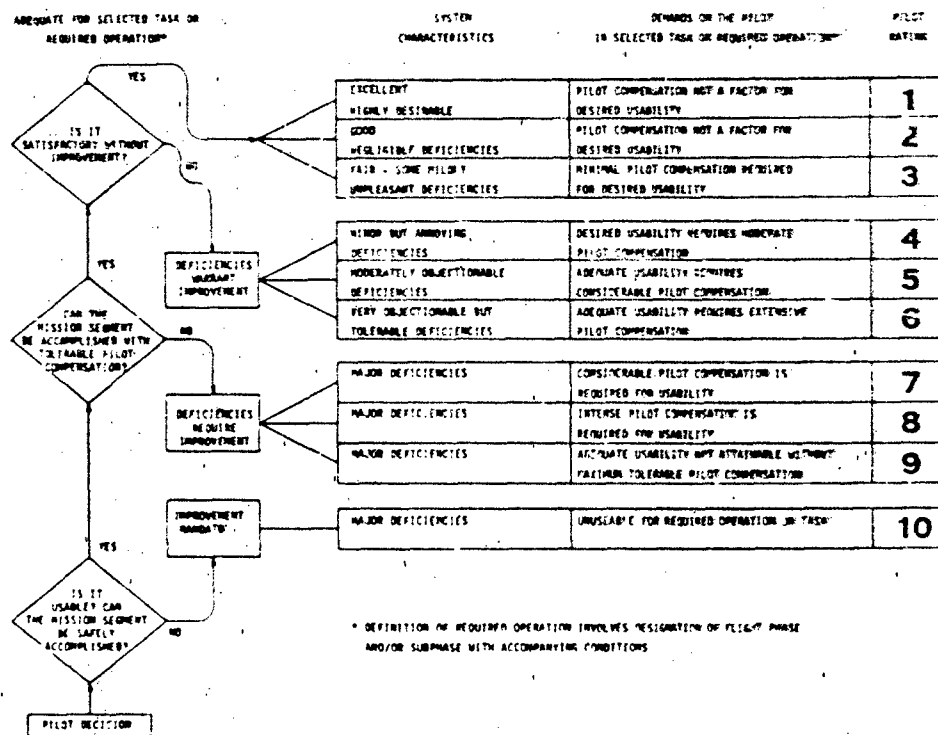 ADEQUATE FOR SELECTED TASK OR
REQUIRED OPERATION*
SYSTEM
CHARACTERISTICS
DEMANDS ON THE PILOT
IN SELECTED TASK OR REQUIRED OPERATION*
PILOT
RATING
YES
IS IT
SATISFACTORY WITHOUT
IMPROVEMENT?
NO
EXCELLENT
HIGHLY DESIRABLE
PILOT COMPENSATION NOT A FACTOR FOR
DESIRED USABILITY
1
GOOD
NEGLIGIBLE DEFICIENCIES
PILOT COMPENSATION NOT A FACTOR FOR
DESIRED USABILITY
2
FAIR - SOME MILDLY
UNPLEASANT DEFICIENCIES
MINIMAL PILOT COMPENSATION REQUIRED
FOR DESIRED USABILITY
3
YES
DEFICIENCIES
WARRANT
IMPROVEMENT
MINOR BUT ANNOYING
DEFICIENCIES
DESIRED USABILITY REQUIRES MODERATE
PILOT COMPENSATION
4
MODERATELY OBJECTIONABLE
DEFICIENCIES
ADEQUATE USABILITY REQUIRES
CONSIDERABLE PILOT COMPENSATION
5
VERY OBJECTIONABLE BUT
TOLERABLE DEFICIENCIES
ADEQUATE USABILITY REQUIRES EXTENSIVE
PILOT COMPENSATION
6
CAN THE
MISSION SEGMENT
BE ACCOMPLISHED WITH
TOLERABLE PILOT
COMPENSATION?
NO
DEFICIENCIES
REQUIRE
IMPROVEMENT
MAJOR DEFICIENCIES
CONSIDERABLE PILOT COMPENSATION IS
REQUIRED FOR USABILITY
7
MAJOR DEFICIENCIES
INTENSE PILOT COMPENSATION IS
REQUIRED FOR USABILITY
8
MAJOR DEFICIENCIES
ADEQUATE USABILITY NOT ATTAINABLE WITHOUT
MAXIMUM TOLERABLE PILOT COMPENSATION
9
YES
IMPROVEMENT
MANDATO
MAJOR DEFICIENCIES
UNUSEABLE FOR REQUIRED OPERATION OR TASK
10
IS IT
USABLE? CAN
THE MISSION SEGMENT
BE SAFELY
ACCOMPLISHED?
NO
* DEFINITION OF REQUIRED OPERATION INVOLVES DESIGNATION OF FLIGHT PHASE
AND/OR SUBPHASE WITH ACCOMPANYING CONDITIONS
PILOT DECISION